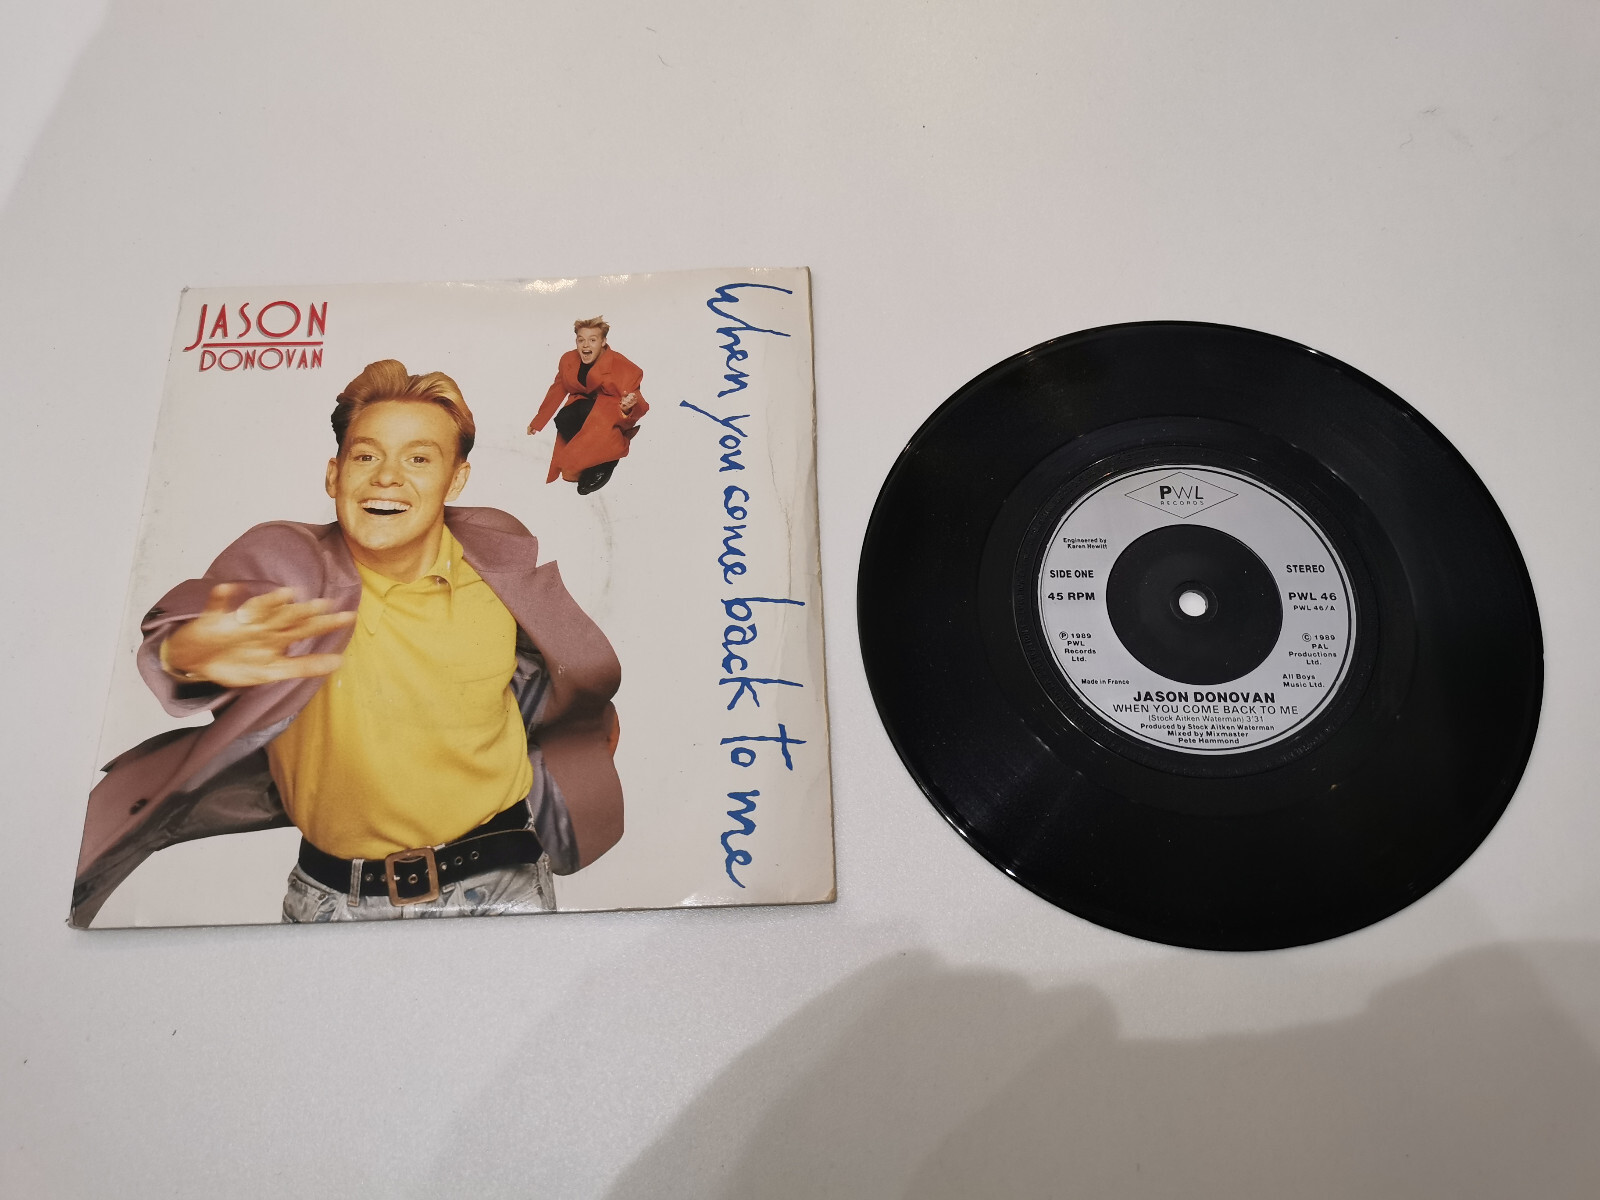 JASON
DONOVAN
When you come back to me
PWL
RECORDS
Engineered by
Karen Hewitt
SIDE ONE
45 RPM
℗ 1989
PWL
Records
Ltd.
Made in France
STEREO
PWL 46
PWL 46/A
© 1989
PAL
Productions
Ltd.
All Boys
Music Ltd.
JASON DONOVAN
WHEN YOU COME BACK TO ME
(Stock Aitken Waterman) 3'31
Produced by Stock Aitken Waterman
Mixed by Mixmaster
Pete Hammond